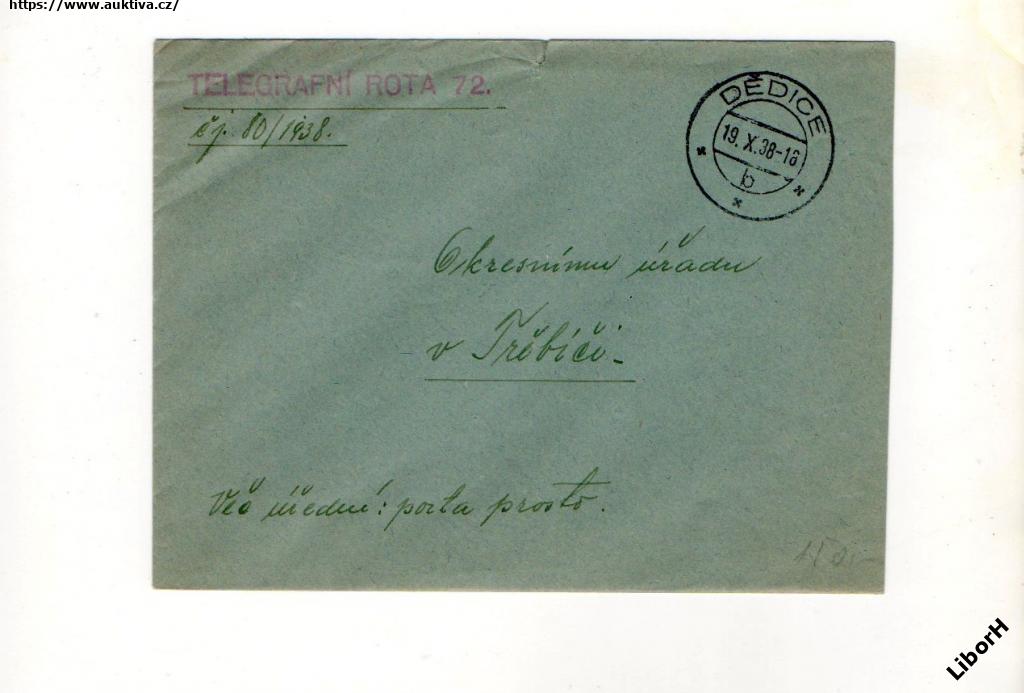 https://www.auktiva.cz/
TELEGRAFNÍ ROTA 72.
čj. 80/1938.
DĚDICE
19. X. 38-18
b
Okresnímu úřadu
v Třebíči
Věc úřední: porta prosto.
LiborH